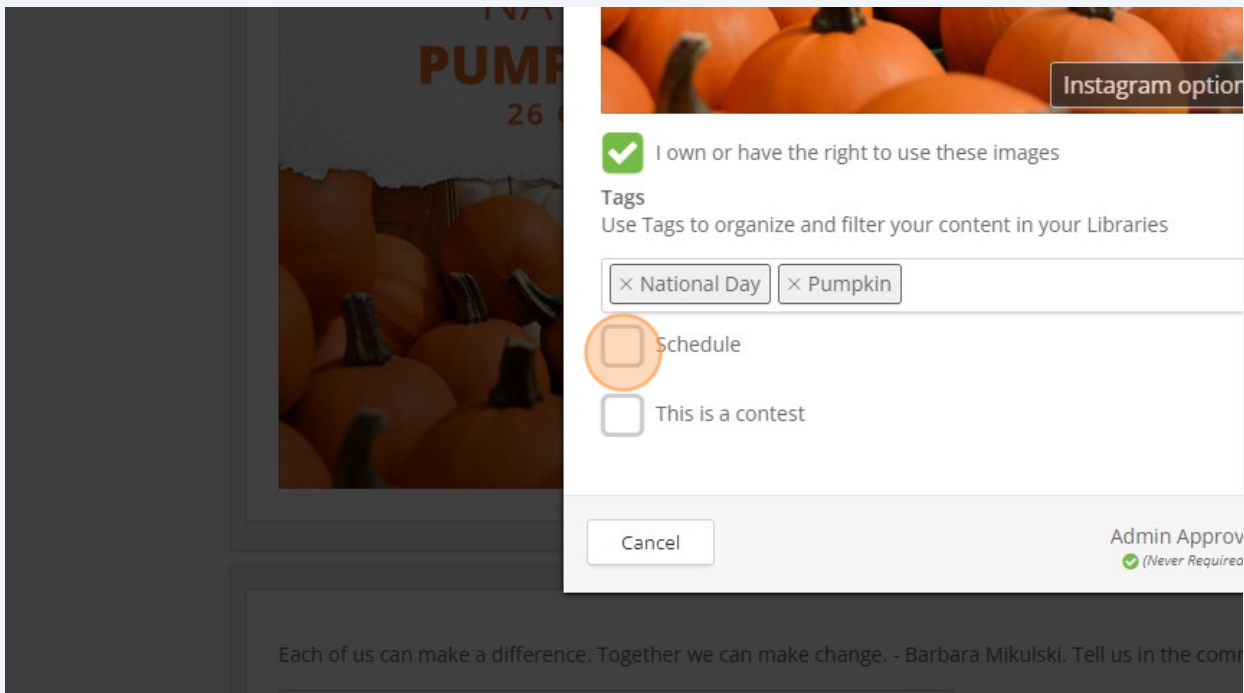 26
Instagram option
I own or have the right to use these images
Tags
Use Tags to organize and filter your content in your Libraries
× National Day × Pumpkin
Schedule
This is a contest
Cancel
Admin Approv
(Never Required
Each of us can make a difference. Together we can make change. - Barbara Mikulski. Tell us in the comm